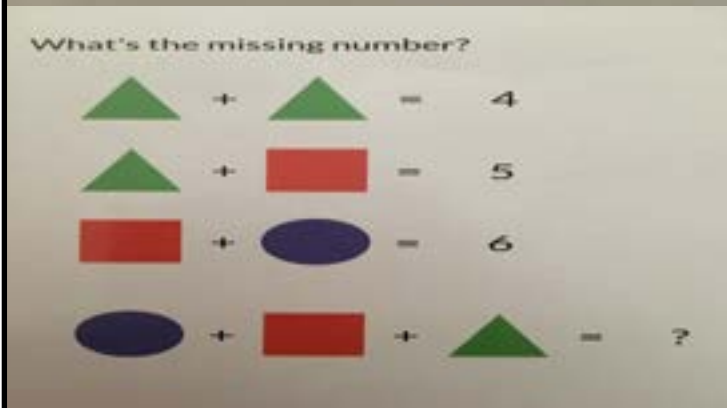 What's the missing number?
+ = 4
+ = 5
+ = 6
+ + = ?